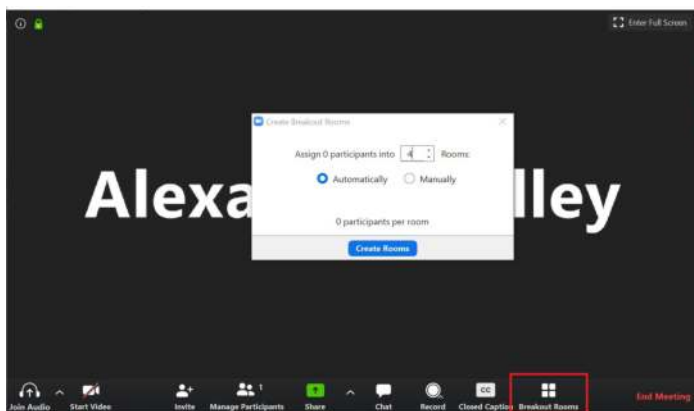 Enter Full Screen
Create Breakout Rooms
Assign 0 participants into 4 Rooms:
Automatically Manually
Alexa lley
0 participants per room
Create Rooms
1
CC
Join Audio Start Video Invite Manage Participants Share Chat Record Closed Caption Breakout Rooms End Meeting